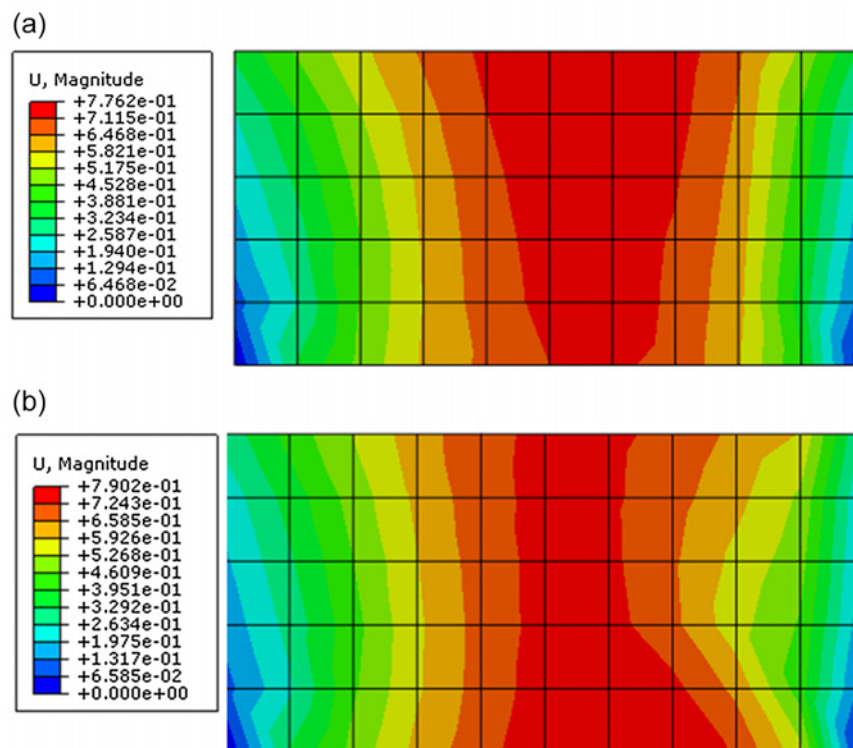 (a)
U, Magnitude
+7.762e-01
+7.115e-01
+6.468e-01
+5.821e-01
+5.175e-01
+4.528e-01
+3.881e-01
+3.234e-01
+2.587e-01
+1.940e-01
+1.294e-01
+6.468e-02
+0.000e+00
(b)
U, Magnitude
+7.902e-01
+7.243e-01
+6.585e-01
+5.926e-01
+5.268e-01
+4.609e-01
+3.951e-01
+3.292e-01
+2.634e-01
+1.975e-01
+1.317e-01
+6.585e-02
+0.000e+00